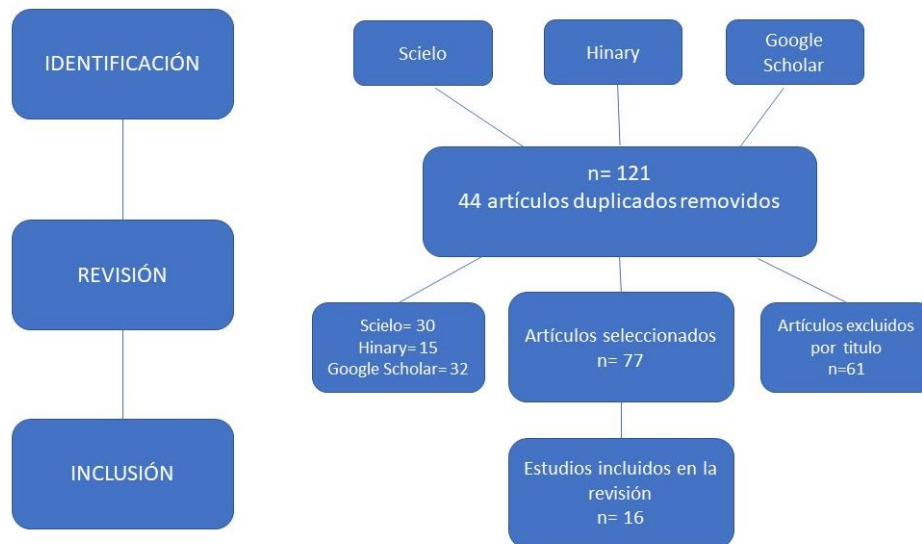 IDENTIFICACIÓN
REVISIÓN
INCLUSIÓN
Scielo
Hinary
Google
Scholar
n= 121
44 artículos duplicados removidos
Scielo= 30
Hinary= 15
Google Scholar= 32
Artículos seleccionados
n= 77
Artículos excluidos
por titulo
n=61
Estudios incluidos en la
revisión
n= 16